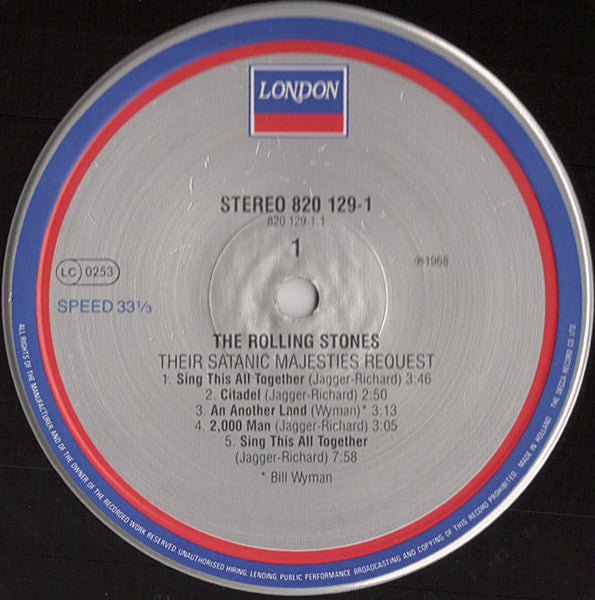 LONDON
STEREO 820 129-1
820 129-1.1
1
℗1968
LC 0253
SPEED 33⅓
THE ROLLING STONES
THEIR SATANIC MAJESTIES REQUEST
1. Sing This All Together (Jagger-Richard) 3:46
2. Citadel (Jagger-Richard) 2:50
3. An Another Land (Wyman)* 3:13
4. 2,000 Man (Jagger-Richard) 3:05
5. Sing This All Together
(Jagger-Richard) 7:58
* Bill Wyman
ALL RIGHTS OF THE MANUFACTURER AND OF THE OWNER OF THE RECORDED WORK RESERVED. UNAUTHORISED HIRING, LENDING, PUBLIC PERFORMANCE BROADCASTING AND COPYING OF THIS RECORD PROHIBITED. MADE IN HOLLAND. THE DECCA RECORD CO LTD